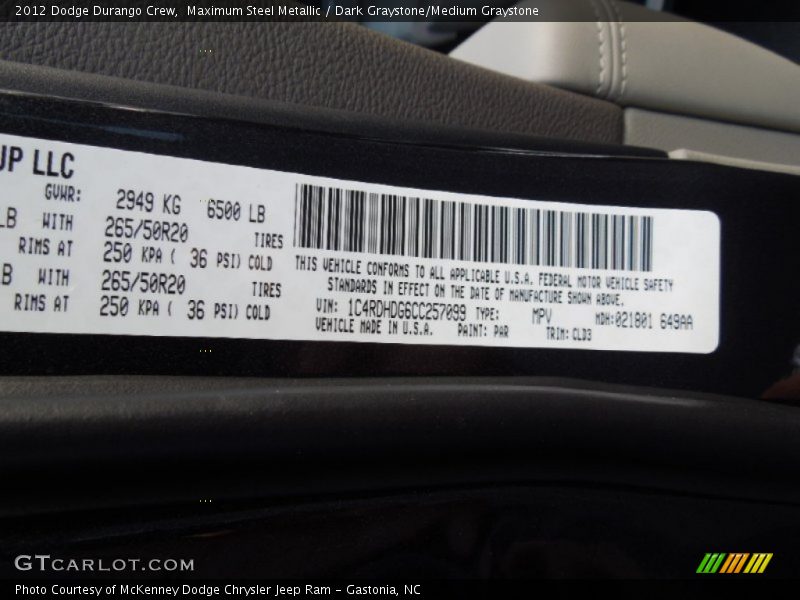 2012 Dodge Durango Crew, Maximum Steel Metallic / Dark Graystone/Medium Graystone
UP LLC
GVWR: 2949 KG 6500 LB
LB WITH 265/50R20 TIRES
RIMS AT 250 KPA ( 36 PSI) COLD
B WITH 265/50R20 TIRES
RIMS AT 250 KPA ( 36 PSI) COLD
THIS VEHICLE CONFORMS TO ALL APPLICABLE U.S.A. FEDERAL MOTOR VEHICLE SAFETY
STANDARDS IN EFFECT ON THE DATE OF MANUFACTURE SHOWN ABOVE.
VIN: 1C4RDHDG6CC257099 TYPE: MPV MDH:021801 649AA
VEHICLE MADE IN U.S.A. PAINT: PAR TRIM: CLD3
GTCARLOT.COM
Photo Courtesy of McKenney Dodge Chrysler Jeep Ram - Gastonia, NC